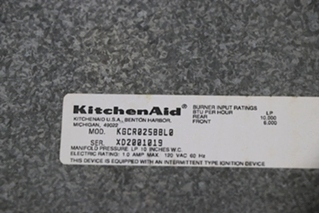 KitchenAid®
KITCHENAID U.S.A., BENTON HARBOR,
MICHIGAN, 49022
MOD. KGCR025BBL0
SER. XD2001019
BURNER INPUT RATINGS
BTU PER HOUR LP
REAR 10,000
FRONT 6,000
MANIFOLD PRESSURE LP 10 INCHES W.C.
ELECTRIC RATING: 1.0 AMP MAX 120 VAC 60 Hz
THIS DEVICE IS EQUIPPED WITH AN INTERMITTENT TYPE IGNITION DEVICE